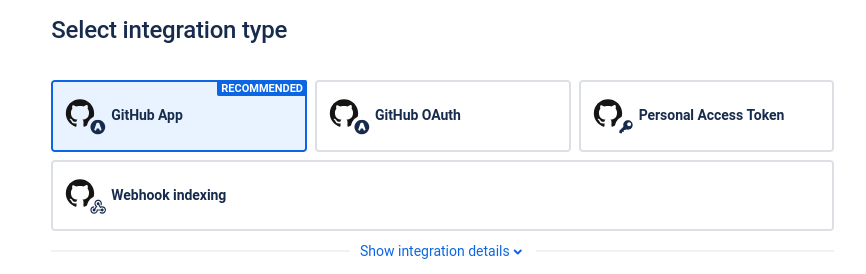 Select integration type
RECOMMENDED
GitHub App
GitHub OAuth
Personal Access Token
Webhook indexing
Show integration details